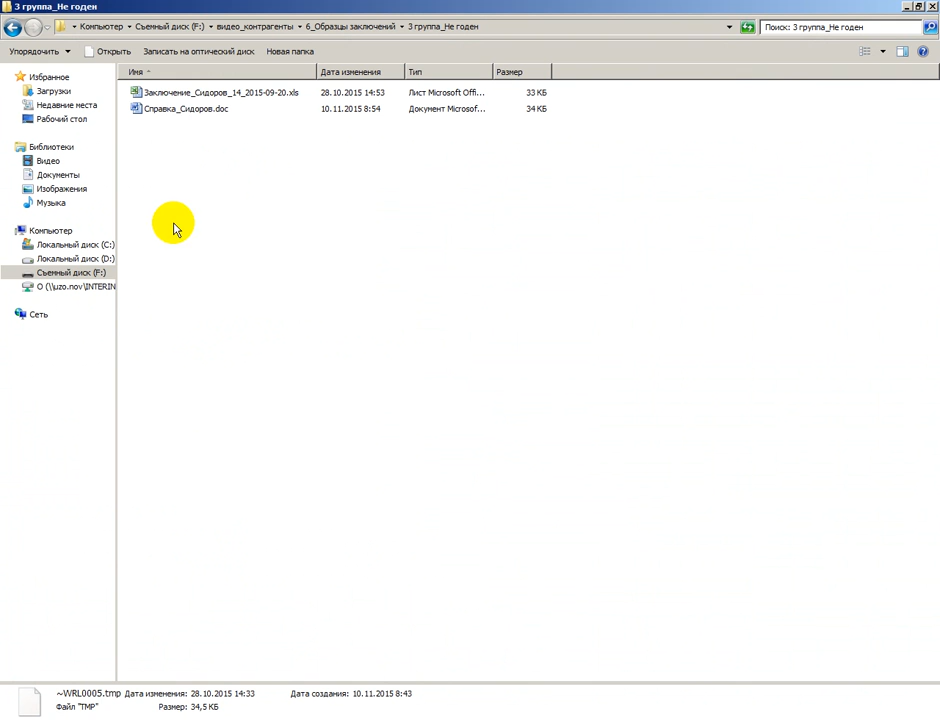 3 группа_Не годен
Компьютер Съемный диск (F:) видео_контрагенты 6_Образцы заключений 3 группа_Не годен Поиск: 3 группа_Не годен
Упорядочить Открыть Записать на оптический диск Новая папка
Имя Дата изменения Тип Размер
Заключение_Сидоров_14_2015-09-20.xls 28.10.2015 14:53 Лист Microsoft Offi... 33 КБ
Справка_Сидоров.doc 10.11.2015 8:54 Документ Microsof... 34 КБ
Избранное
Загрузки
Недавние места
Рабочий стол
Библиотеки
Видео
Документы
Изображения
Музыка
Компьютер
Локальный диск (C:)
Локальный диск (D:)
Съемный диск (F:)
O (\\uzo.nov\INTERIN
Сеть
~WRL0005.tmp Дата изменения: 28.10.2015 14:33 Дата создания: 10.11.2015 8:43
Файл "TMP" Размер: 34,5 КБ